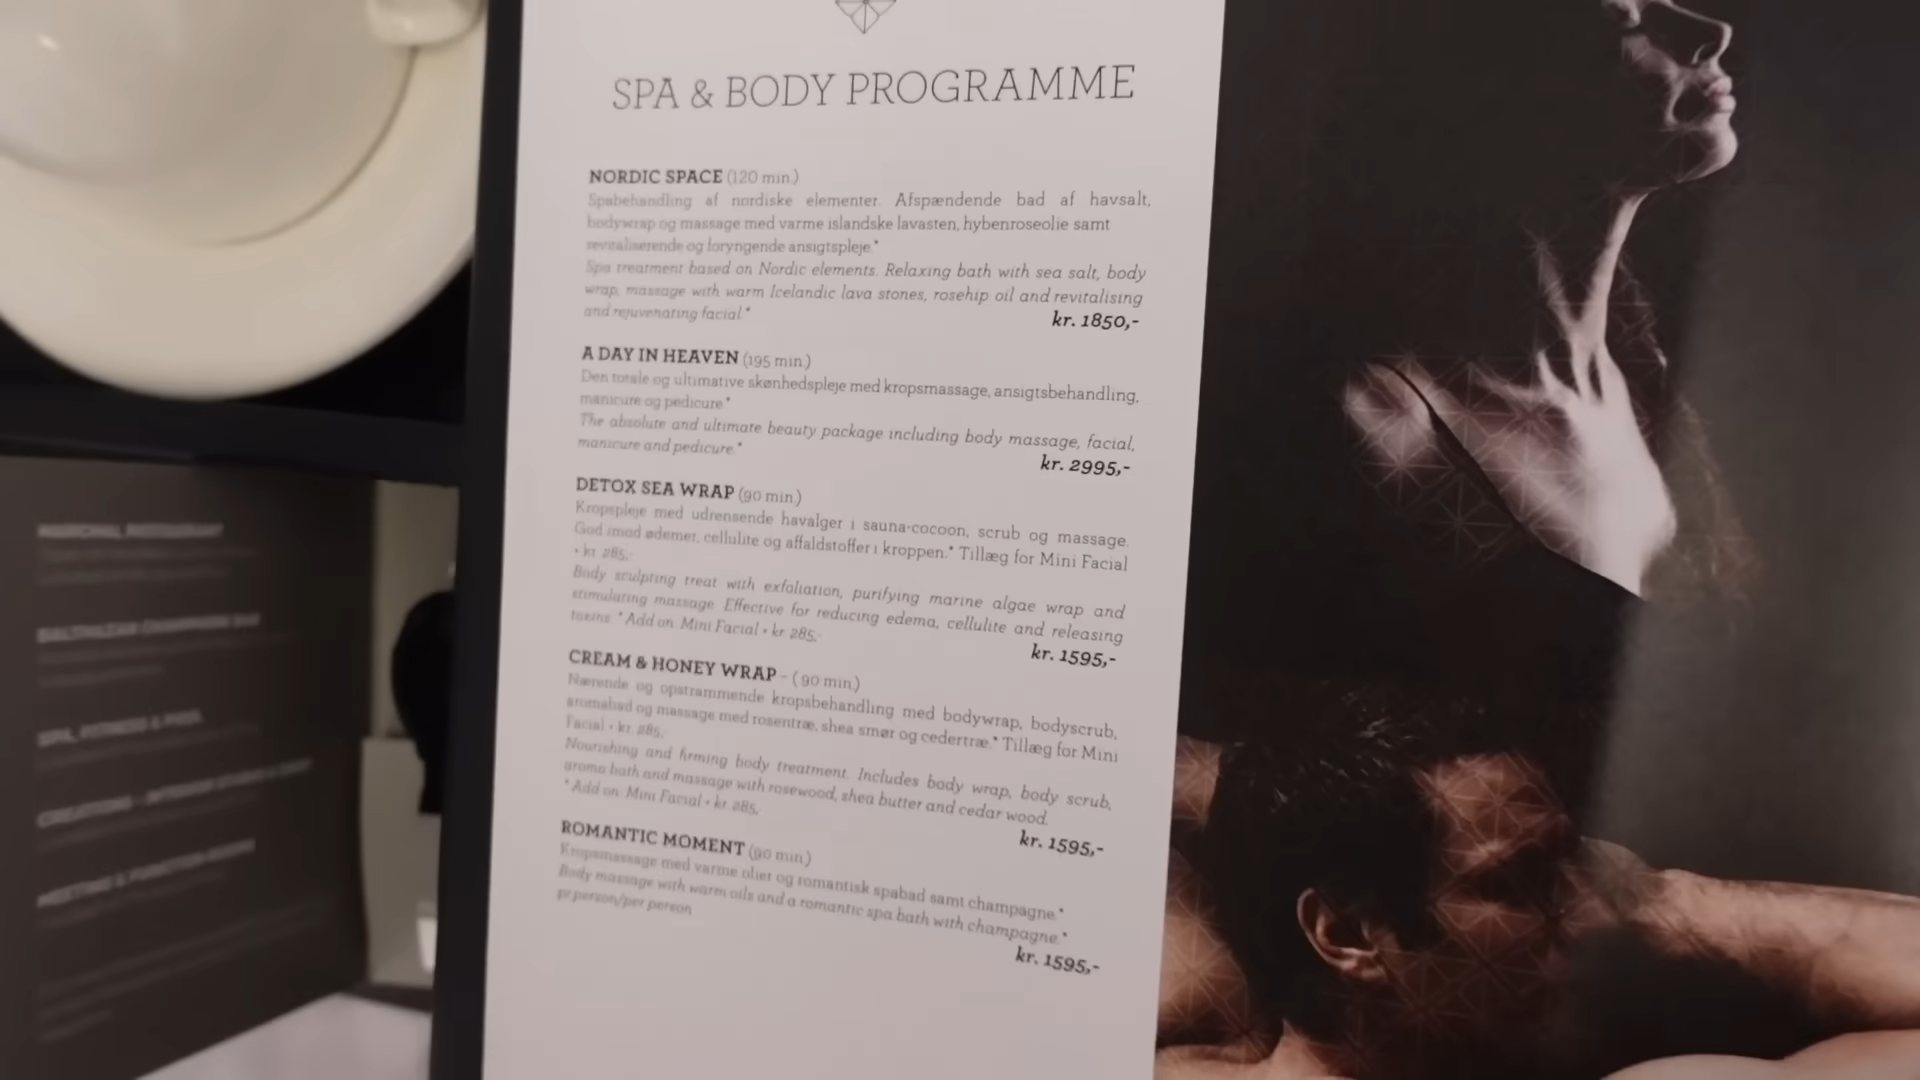 SPA & BODY PROGRAMME
NORDIC SPACE (120 min.)
Spabehandling af nordiske elementer. Afspændende bad af havsalt,
bodywrap og massage med varme islandske lavasten, hybenroseolie samt
revitaliserende og foryngende ansigtspleje.*
Spa treatment based on Nordic elements. Relaxing bath with sea salt, body
wrap, massage with warm Icelandic lava stones, rosehip oil and revitalising
and rejuvenating facial.*
kr. 1850,-
A DAY IN HEAVEN (195 min.)
Den totale og ultimative skønhedspleje med kropsmassage, ansigtsbehandling,
manicure og pedicure.*
The absolute and ultimate beauty package including body massage, facial,
manicure and pedicure.*
kr. 2995,-
DETOX SEA WRAP (90 min.)
Kropspleje med udrensende havalger i sauna-cocoon, scrub og massage.
God imod ødemer, cellulite og affaldstoffer i kroppen.* Tillæg for Mini Facial
+ kr. 285,-
Body sculpting treat with exfoliation, purifying marine algae wrap and
stimulating massage. Effective for reducing edema, cellulite and releasing
toxins. * Add on: Mini Facial + kr. 285,-
kr. 1595,-
CREAM & HONEY WRAP - ( 90 min.)
Nærende og opstrammende kropsbehandling med bodywrap, bodyscrub,
aromabad og massage med rosentræ, shea smør og cedertræ.* Tillæg for Mini
Facial + kr. 285,-
Nourishing and firming body treatment. Includes body wrap, body scrub,
aroma bath and massage with rosewood, shea butter and cedar wood.
* Add on: Mini Facial + kr. 285,
kr. 1595,-
ROMANTIC MOMENT (90 min.)
Kropsmassage med varme olier og romantisk spabad samt champagne.*
Body massage with warm oils and a romantic spa bath with champagne.*
pr.person/per person
kr. 1595,-
SPA, FITNESS & POOL